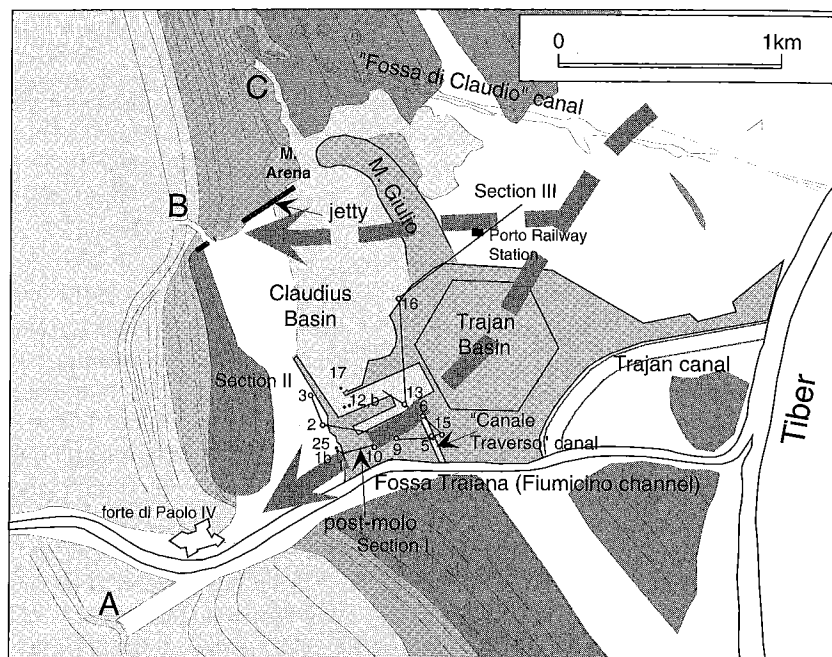 0 1km
C
"Fossa di Claudio" canal
M. Arena
M. Giulio
B
jetty
Section III
Porto Railway
Station
Claudius
Basin
16
Trajan
Basin
Trajan canal
Tiber
Section II
17
3
12,b
13
6
2
15
"Canale
Traverso" canal
25
1b
1
10
9
5
Fossa Traiana (Fiumicino channel)
forte di Paolo IV
post-molo
Section I
A